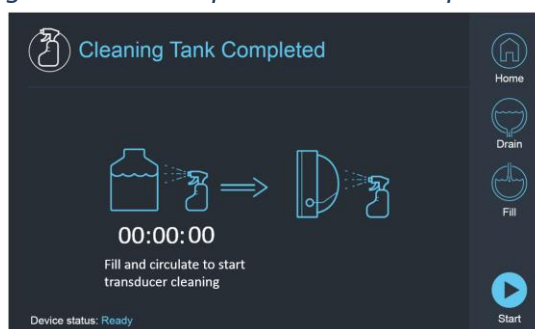 Cleaning Tank Completed
Home
Drain
Fill
00:00:00
Fill and circulate to start
transducer cleaning
Device status: Ready
Start